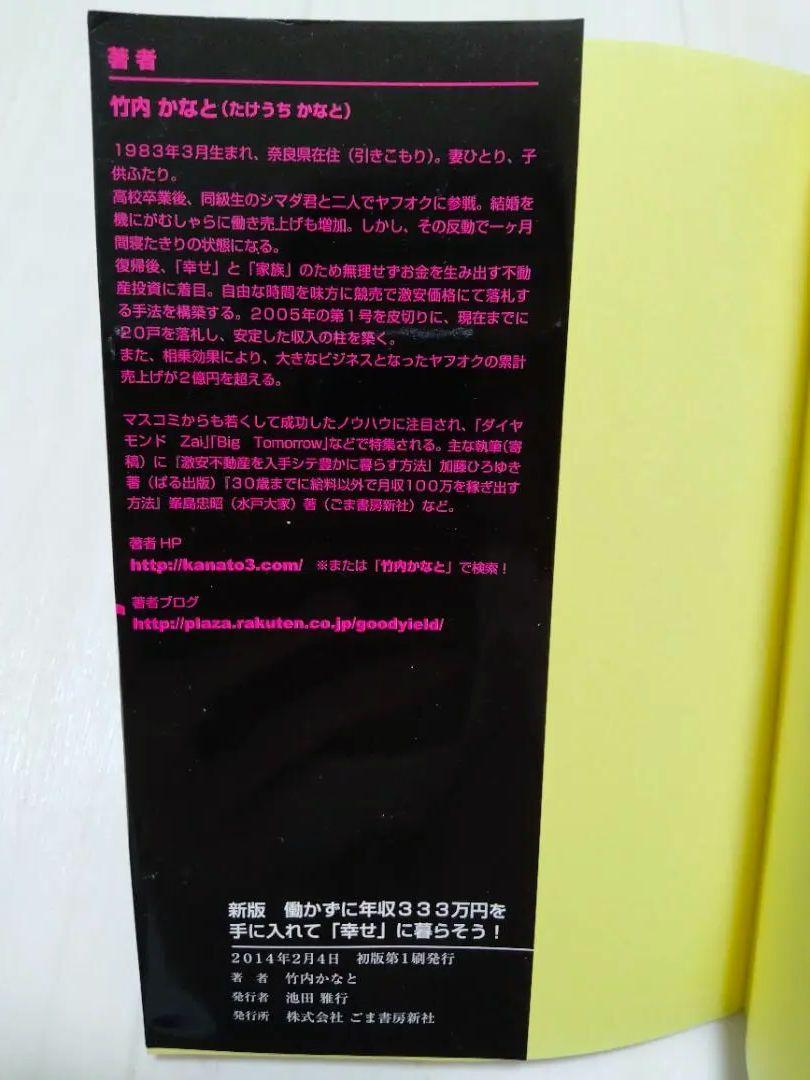 著者
竹内 かなと(たけうち かなと)
1983年3月生まれ、奈良県在住（引きこもり）。妻ひとり、子
供ふたり。
高校卒業後、同級生のシマダ君と二人でヤフオクに参戦。結婚を
機にがむしゃらに働き売上げも増加。しかし、その反動で一ヶ月
間寝たきりの状態になる。
復帰後、「幸せ」と「家族」のため無理せずお金を生み出す不動
産投資に着目。自由な時間を味方に競売で激安価格にて落札す
る手法を構築する。2005年の第1号を皮切りに、現在までに
20戸を落札し、安定した収入の柱を築く。
また、相乗効果により、大きなビジネスとなったヤフオクの累計
売上げが2億円を超える。
マスコミからも若くして成功したノウハウに注目され、「ダイヤ
モンド Zai」「Big Tomorrow」などで特集される。主な執筆(寄
稿)に『激安不動産を入手シテ豊かに暮らす方法』加藤ひろゆき
著（ぱる出版）『30歳までに給料以外で月収100万を稼ぎ出す
方法』峯島忠昭（水戸大家）著（ごま書房新社）など。
著者HP
http://kanato3.com/ ※または「竹内かなと」で検索！
著者ブログ
http://plaza.rakuten.co.jp/goodyield/
新版 働かずに年収333万円を
手に入れて「幸せ」に暮らそう！
2014年2月4日 初版第1刷発行
著 者 竹内かなと
発行者 池田 雅行
発行所 株式会社 ごま書房新社